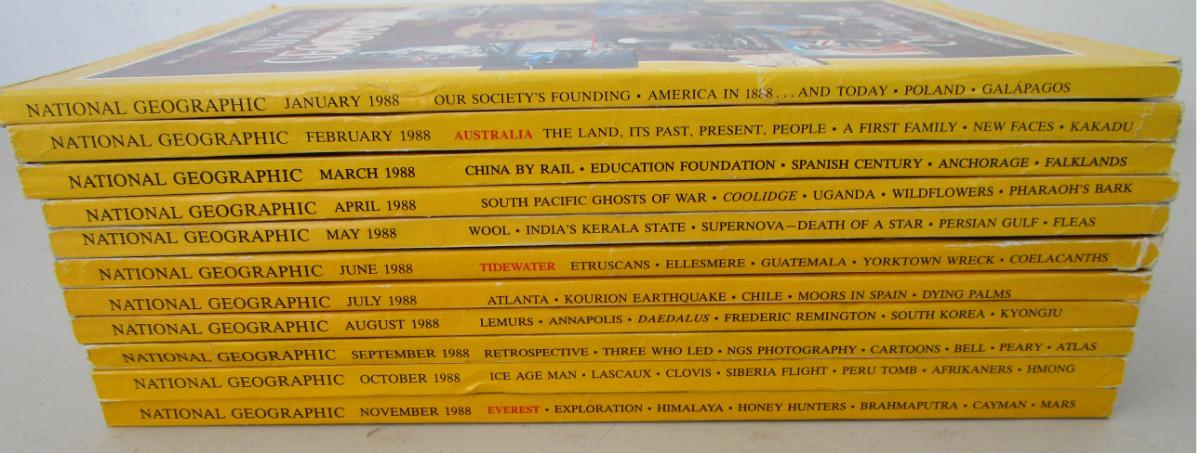 NATIONAL GEOGRAPHIC JANUARY 1988 OUR SOCIETY'S FOUNDING • AMERICA IN 1888...AND TODAY • POLAND • GALÁPAGOS
NATIONAL GEOGRAPHIC FEBRUARY 1988 AUSTRALIA THE LAND, ITS PAST, PRESENT, PEOPLE • A FIRST FAMILY • NEW FACES • KAKADU
NATIONAL GEOGRAPHIC MARCH 1988 CHINA BY RAIL • EDUCATION FOUNDATION • SPANISH CENTURY • ANCHORAGE • FALKLANDS
NATIONAL GEOGRAPHIC APRIL 1988 SOUTH PACIFIC GHOSTS OF WAR • COOLIDGE • UGANDA • WILDFLOWERS • PHARAOH'S BARK
NATIONAL GEOGRAPHIC MAY 1988 WOOL • INDIA'S KERALA STATE • SUPERNOVA—DEATH OF A STAR • PERSIAN GULF • FLEAS
NATIONAL GEOGRAPHIC JUNE 1988 TIDEWATER ETRUSCANS • ELLESMERE • GUATEMALA • YORKTOWN WRECK • COELACANTHS
NATIONAL GEOGRAPHIC JULY 1988 ATLANTA • KOURION EARTHQUAKE • CHILE • MOORS IN SPAIN • DYING PALMS
NATIONAL GEOGRAPHIC AUGUST 1988 LEMURS • ANNAPOLIS • DAEDALUS • FREDERIC REMINGTON • SOUTH KOREA • KYONGJU
NATIONAL GEOGRAPHIC SEPTEMBER 1988 RETROSPECTIVE • THREE WHO LED • NGS PHOTOGRAPHY • CARTOONS • BELL • PEARY • ATLAS
NATIONAL GEOGRAPHIC OCTOBER 1988 ICE AGE MAN • LASCAUX • CLOVIS • SIBERIA FLIGHT • PERU TOMB • AFRIKANERS • HMONG
NATIONAL GEOGRAPHIC NOVEMBER 1988 EVEREST • EXPLORATION • HIMALAYA • HONEY HUNTERS • BRAHMAPUTRA • CAYMAN • MARS